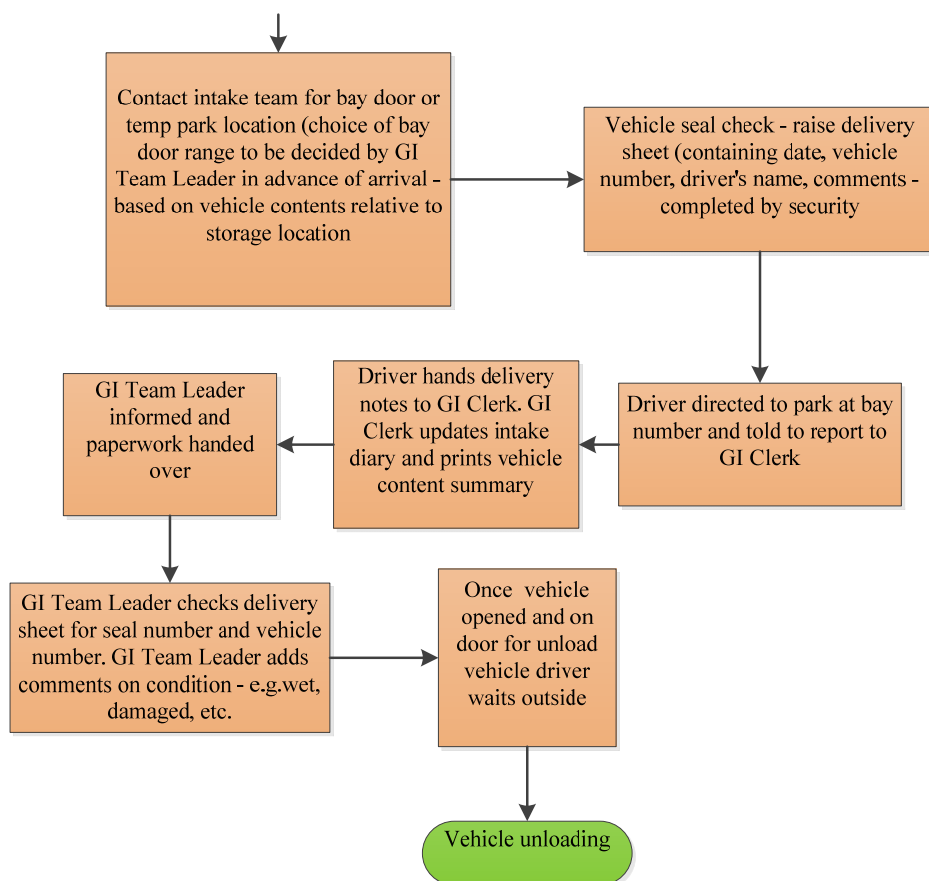 Contact intake team for bay door or
temp park location (choice of bay
door range to be decided by GI
Team Leader in advance of arrival -
based on vehicle contents relative to
storage location
Vehicle seal check - raise delivery
sheet (containing date, vehicle
number, driver's name, comments -
completed by security
Driver directed to park at bay
number and told to report to
GI Clerk
Driver hands delivery
notes to GI Clerk. GI
Clerk updates intake
diary and prints vehicle
content summary
GI Team Leader
informed and
paperwork handed
over
GI Team Leader checks delivery
sheet for seal number and vehicle
number. GI Team Leader adds
comments on condition - e.g.wet,
damaged, etc.
Once vehicle
opened and on
door for unload
vehicle driver
waits outside
Vehicle unloading